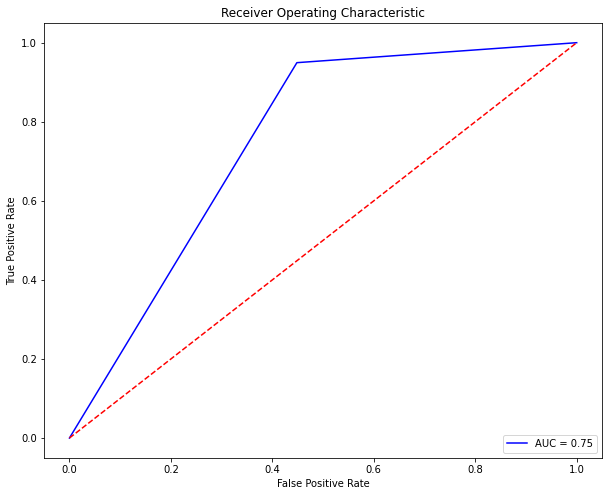 Receiver Operating Characteristic
1.0
0.8
0.6
0.4
0.2
0.0
True Positive Rate
0.0 0.2 0.4 0.6 0.8 1.0
False Positive Rate
AUC = 0.75